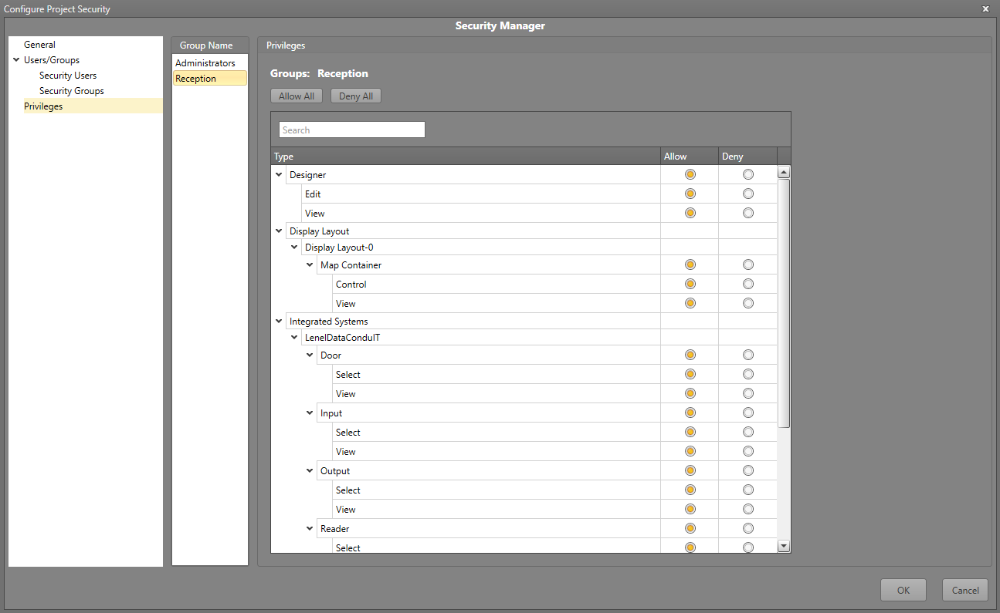 Configure Project Security
Security Manager
General
Users/Groups
Security Users
Security Groups
Privileges
Group Name
Administrators
Reception
Privileges
Groups: Reception
Allow All Deny All
Search
Type Allow Deny
Designer
Edit
View
Display Layout
Display Layout-0
Map Container
Control
View
Integrated Systems
LenelDataConduIT
Door
Select
View
Input
Select
View
Output
Select
View
Reader
Select
OK Cancel